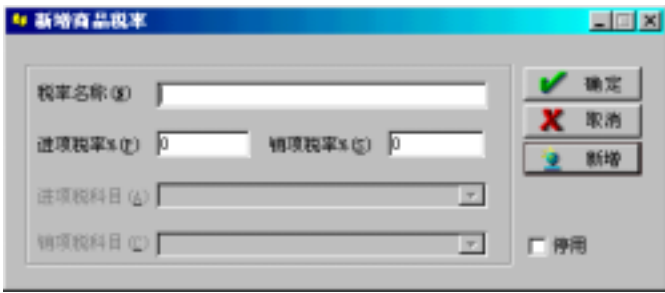 新增商品税率
税率名称(N)
确定
取消
进项税率%(P) 0 销项税率%(S) 0
新增
进项税科目(A)
销项税科目(C)
停用